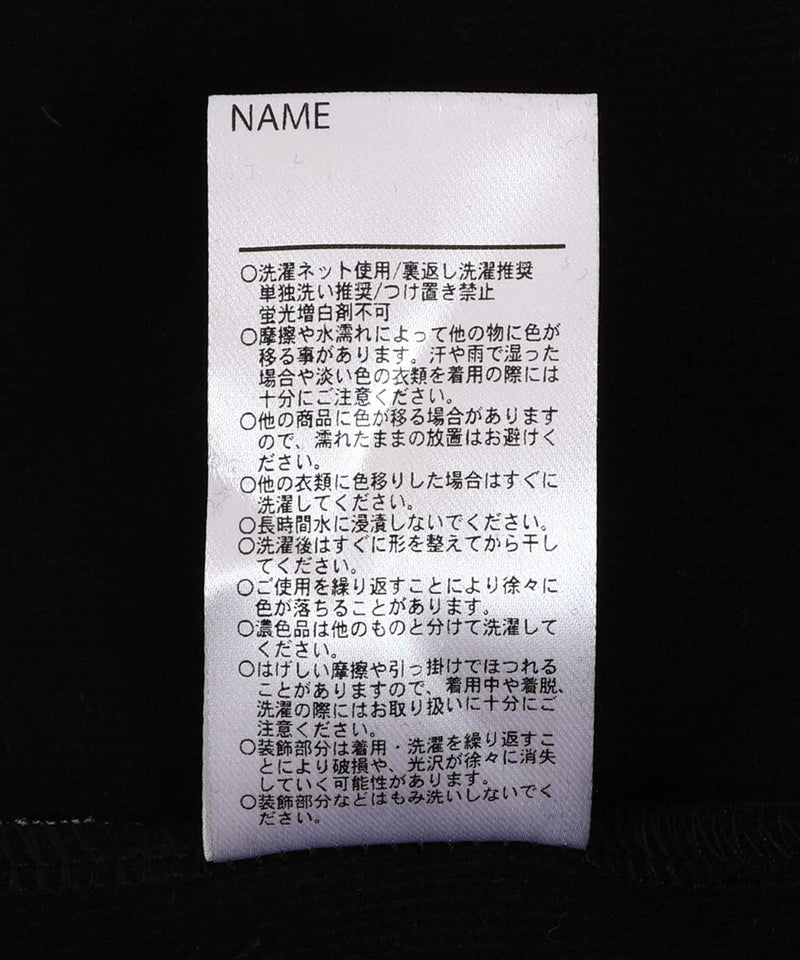 NAME
○洗濯ネット使用/裏返し洗濯推奨
単独洗い推奨/つけ置き禁止
蛍光増白剤不可
○摩擦や水濡れによって他の物に色が
移る事があります。汗や雨で湿った
場合や淡い色の衣類を着用の際には
十分にご注意ください。
○他の商品に色が移る場合があります
ので、濡れたままの放置はお避けく
ださい。
○他の衣類に色移りした場合はすぐに
洗濯してください。
○長時間水に浸漬しないでください。
○洗濯後はすぐに形を整えてから干し
てください。
○ご使用を繰り返すことにより徐々に
色が落ちることがあります。
○濃色品は他のものと分けて洗濯して
ください。
○はげしい摩擦や引っ掛けでほつれる
ことがありますので、着用中や着脱、
洗濯の際にはお取り扱いに十分にご
注意ください。
○装飾部分は着用・洗濯を繰り返すこ
とにより破損や、光沢が徐々に消失
していく可能性があります。
○装飾部分などはもみ洗いしないでく
ださい。